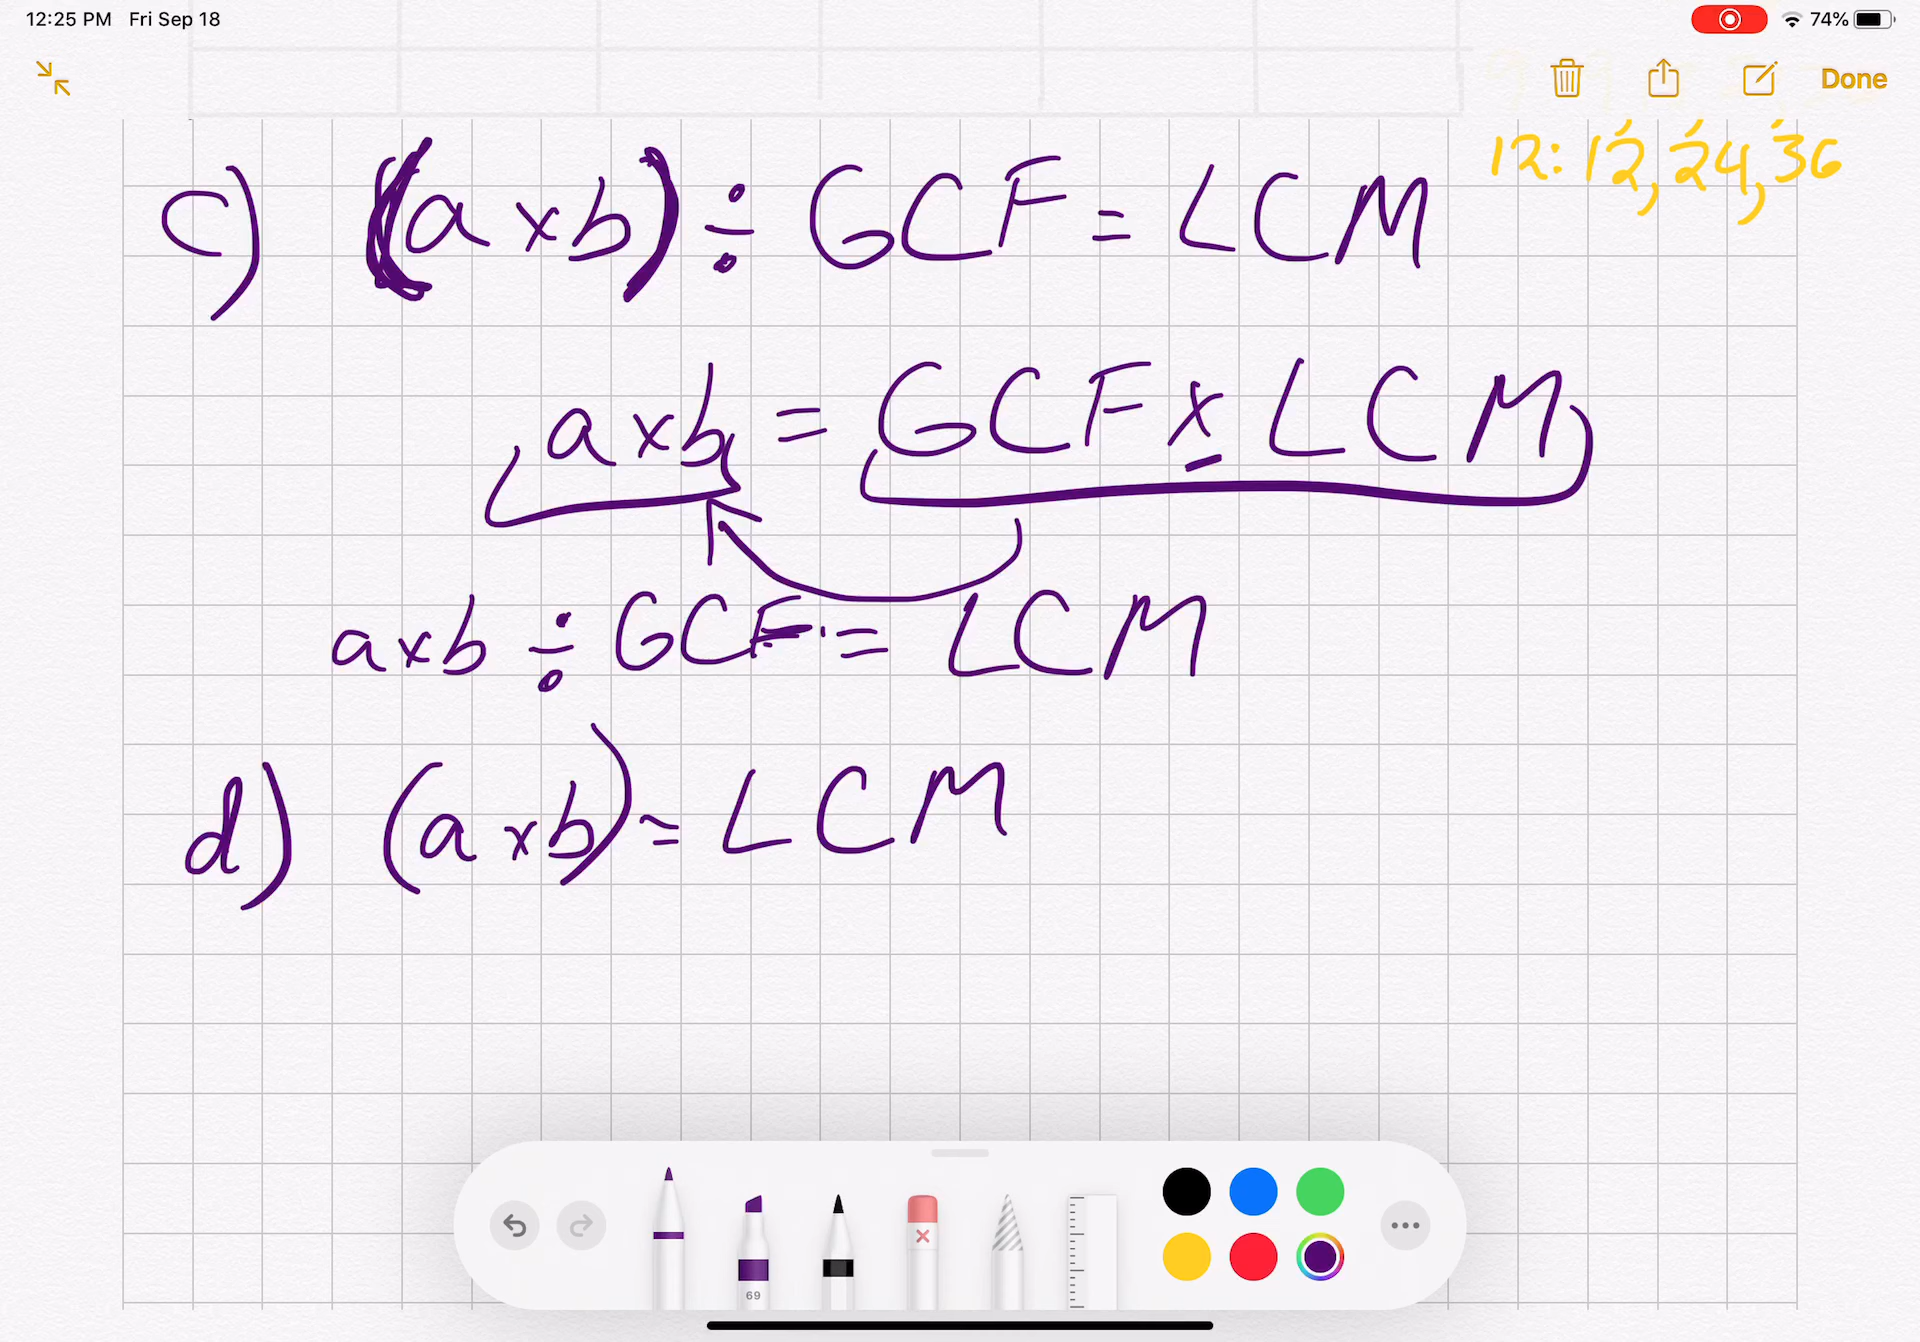 12:25 PM Fri Sep 18
74%
Done
12: 12, 24, 36
c) (a x b) ÷ GCF = LCM
a x b = GCF x LCM
a x b ÷ GCF = LCM
d) (a x b) = LCM
69